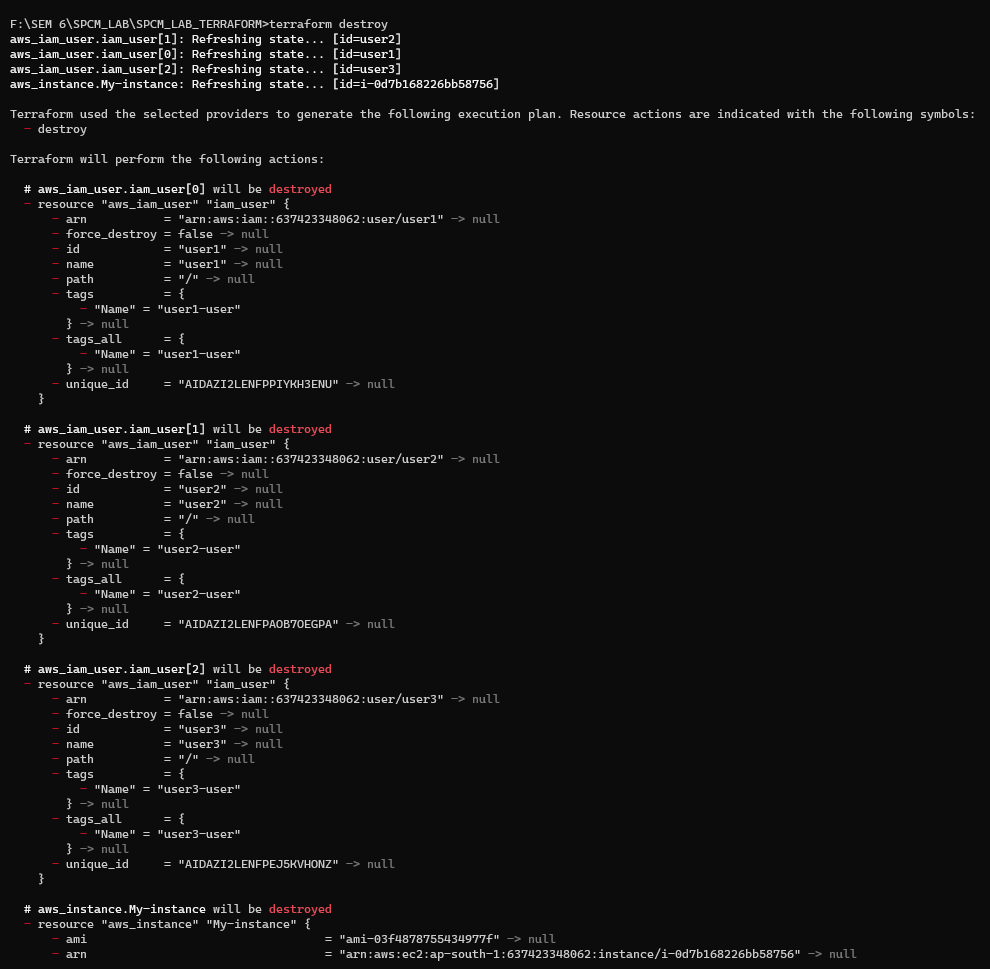 F:\SEM 6\SPCM_LAB\SPCM_LAB_TERRAFORM>terraform destroy
aws_iam_user.iam_user[1]: Refreshing state... [id=user2]
aws_iam_user.iam_user[0]: Refreshing state... [id=user1]
aws_iam_user.iam_user[2]: Refreshing state... [id=user3]
aws_instance.My-instance: Refreshing state... [id=i-0d7b168226bb58756]

Terraform used the selected providers to generate the following execution plan. Resource actions are indicated with the following symbols:
  - destroy

Terraform will perform the following actions:

  # aws_iam_user.iam_user[0] will be destroyed
  - resource "aws_iam_user" "iam_user" {
      - arn           = "arn:aws:iam::637423348062:user/user1" -> null
      - force_destroy = false -> null
      - id            = "user1" -> null
      - name          = "user1" -> null
      - path          = "/" -> null
      - tags          = {
          - "Name" = "user1-user"
        } -> null
      - tags_all      = {
          - "Name" = "user1-user"
        } -> null
      - unique_id     = "AIDAZI2LENFPPIYKH3ENU" -> null
    }

  # aws_iam_user.iam_user[1] will be destroyed
  - resource "aws_iam_user" "iam_user" {
      - arn           = "arn:aws:iam::637423348062:user/user2" -> null
      - force_destroy = false -> null
      - id            = "user2" -> null
      - name          = "user2" -> null
      - path          = "/" -> null
      - tags          = {
          - "Name" = "user2-user"
        } -> null
      - tags_all      = {
          - "Name" = "user2-user"
        } -> null
      - unique_id     = "AIDAZI2LENFPAOB7OEGPA" -> null
    }

  # aws_iam_user.iam_user[2] will be destroyed
  - resource "aws_iam_user" "iam_user" {
      - arn           = "arn:aws:iam::637423348062:user/user3" -> null
      - force_destroy = false -> null
      - id            = "user3" -> null
      - name          = "user3" -> null
      - path          = "/" -> null
      - tags          = {
          - "Name" = "user3-user"
        } -> null
      - tags_all      = {
          - "Name" = "user3-user"
        } -> null
      - unique_id     = "AIDAZI2LENFPEJ5KVHONZ" -> null
    }

  # aws_instance.My-instance will be destroyed
  - resource "aws_instance" "My-instance" {
      - ami                                  = "ami-03f4878755434977f" -> null
      - arn                                  = "arn:aws:ec2:ap-south-1:637423348062:instance/i-0d7b168226bb58756" -> null